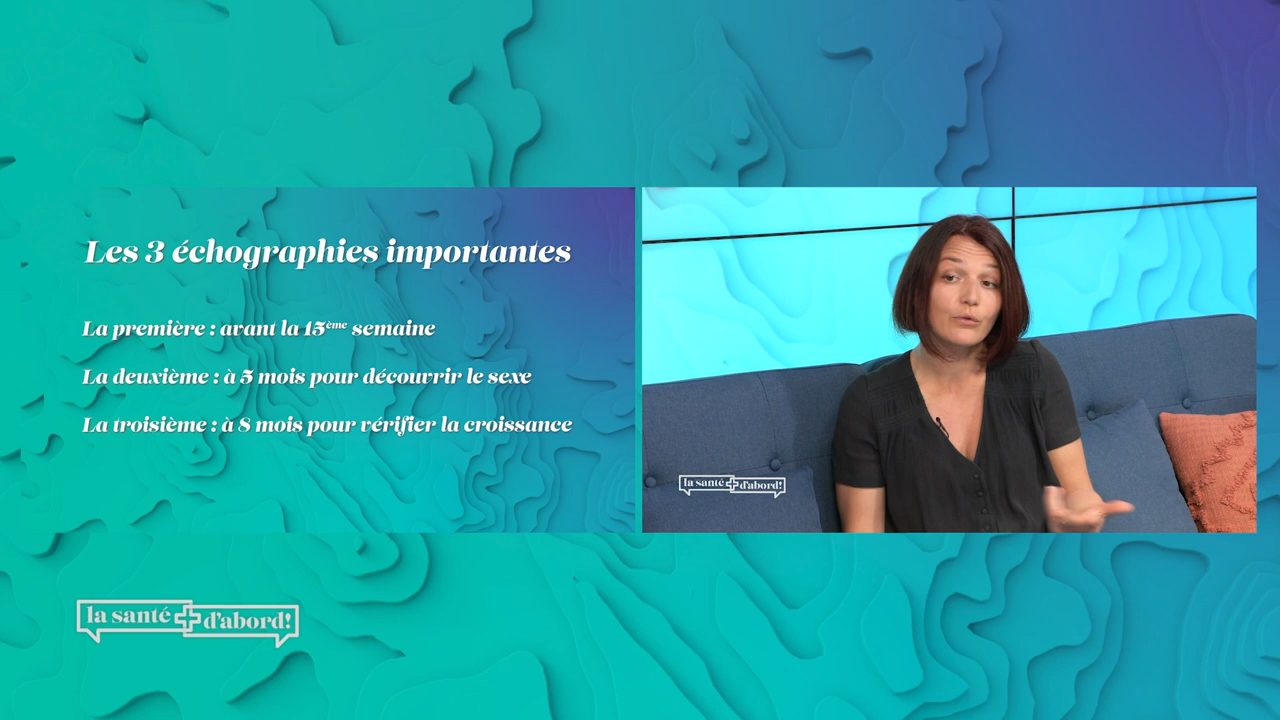 Les 3 échographies importantes
La première : avant la 15ème semaine
La deuxième : à 5 mois pour découvrir le sexe
La troisième : à 8 mois pour vérifier la croissance
la santé + d'abord!
la santé + d'abord!